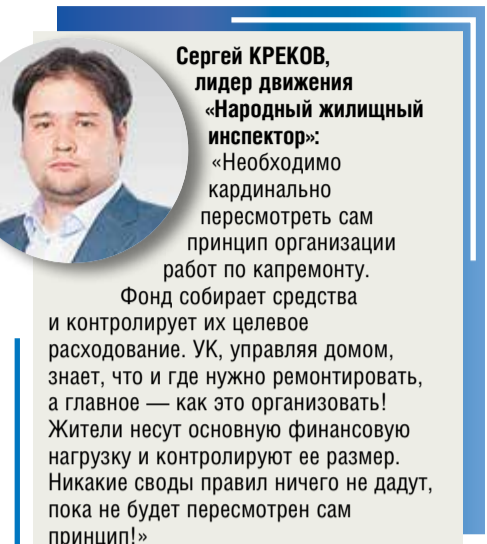 Сергей КРЕКОВ,
лидер движения
«Народный жилищный
инспектор»:
«Необходимо
кардинально
пересмотреть сам
принцип организации
работ по капремонту.
Фонд собирает средства
и контролирует их целевое
расходование. УК, управляя домом,
знает, что и где нужно ремонтировать,
а главное — как это организовать!
Жители несут основную финансовую
нагрузку и контролируют ее размер.
Никакие своды правил ничего не дадут,
пока не будет пересмотрен сам
принцип!»